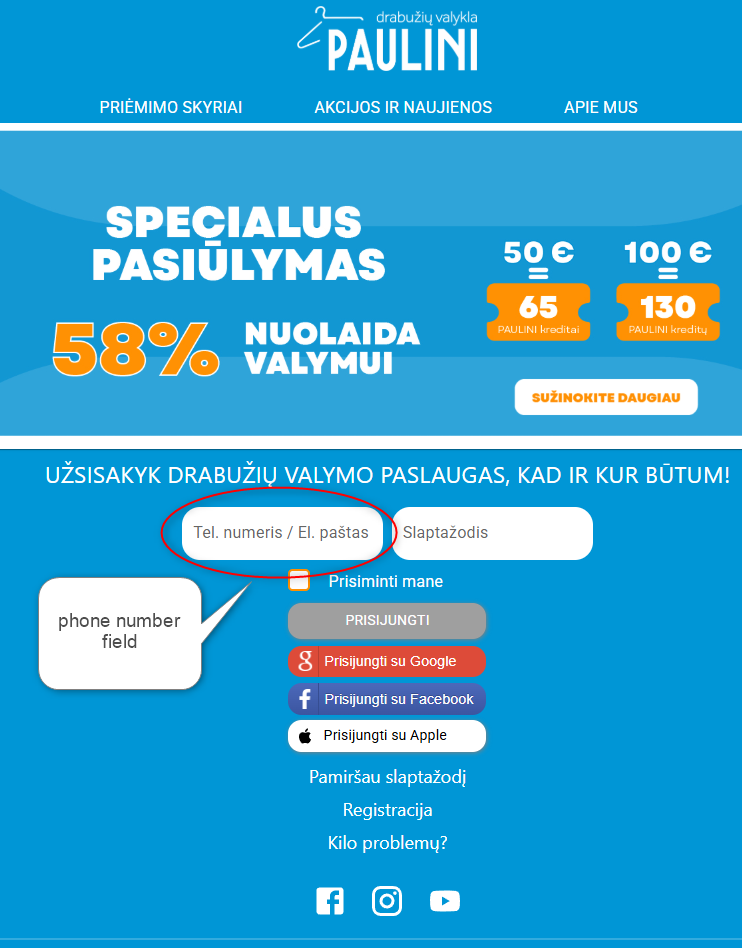 drabužių valykla
PAULINI
PRIĖMIMO SKYRIAI AKCIJOS IR NAUJIENOS APIE MUS
SPECIALUS
PASIŪLYMAS
58%
NUOLAIDA
VALYMUI
50 €
=
65
PAULINI kreditai
100 €
=
130
PAULINI kreditų
SUŽINOKITE DAUGIAU
UŽSISAKYK DRABUŽIŲ VALYMO PASLAUGAS, KAD IR KUR BŪTUM!
Tel. numeris / El. paštas
Slaptažodis
Prisiminti mane
phone number
field
PRISIJUNGTI
Prisijungti su Google
Prisijungti su Facebook
Prisijungti su Apple
Pamiršau slaptažodį
Registracija
Kilo problemų?